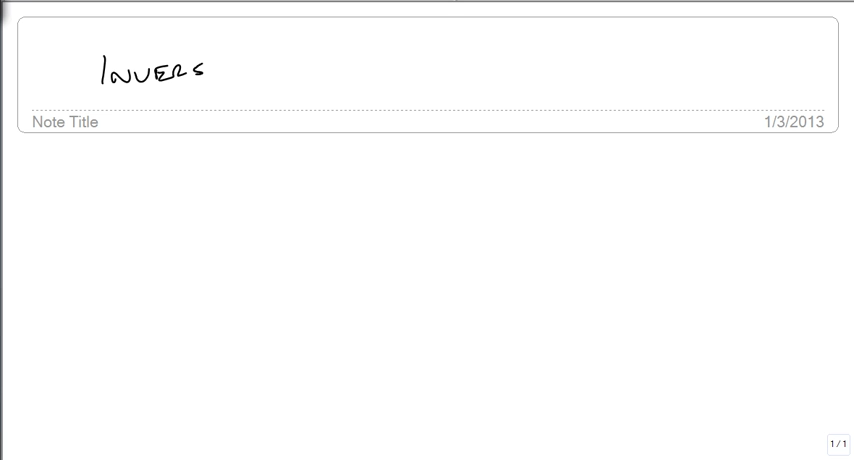 INVERS
Note Title
1/3/2013
1 / 1